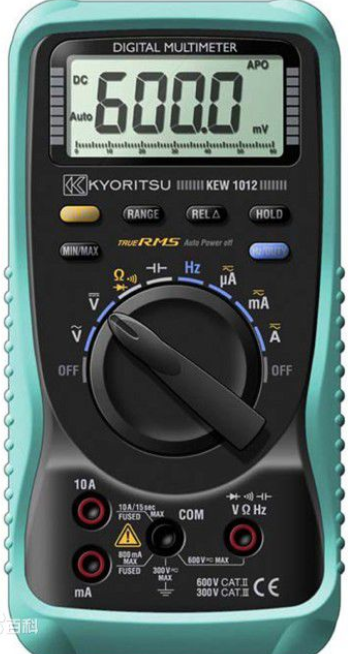 DIGITAL MULTIMETER
APO
DC
Auto
600.0
mV
0 10 20 30 40 50 60
KYORITSU KEW 1012
RANGE REL△ HOLD
MIN/MAX
TRUE RMS Auto Power off
Ω
Hz
V
μA
mA
Ṽ
A
OFF
OFF
10A
10A/15sec MAX
FUSED
COM
VΩHz
800mA
MAX
FUSED
300V
MAX
600V MAX
mA
600V CAT.II
300V CAT.III
CE
百科